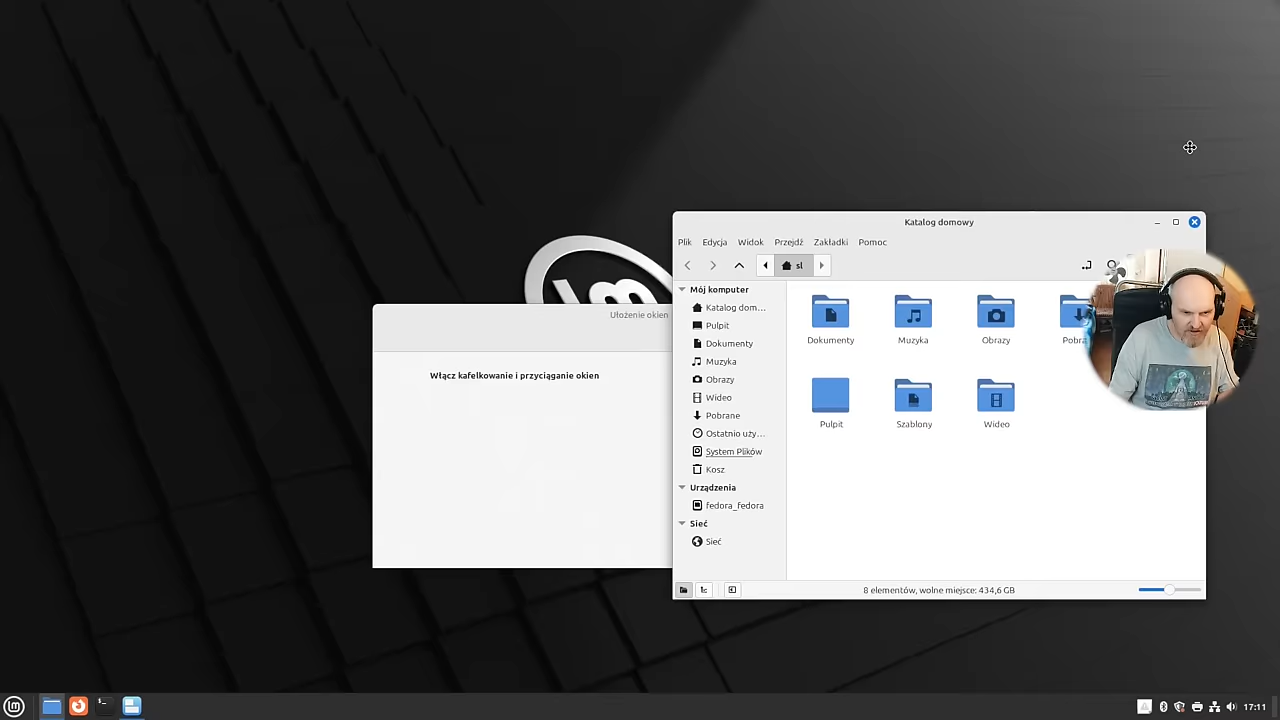 Katalog domowy
Plik Edycja Widok Przejdź Zakładki Pomoc
sl
Mój komputer
Katalog dom...
Pulpit
Dokumenty
Muzyka
Obrazy
Wideo
Pobrane
Ostatnio uży...
System Plików
Kosz
Urządzenia
fedora_fedora
Sieć
Sieć
Dokumenty Muzyka Obrazy Pobra
Pulpit Szablony Wideo
8 elementów, wolne miejsce: 434,6 GB
Ułożenie okien
Włącz kafelkowanie i przyciąganie okien
17:11